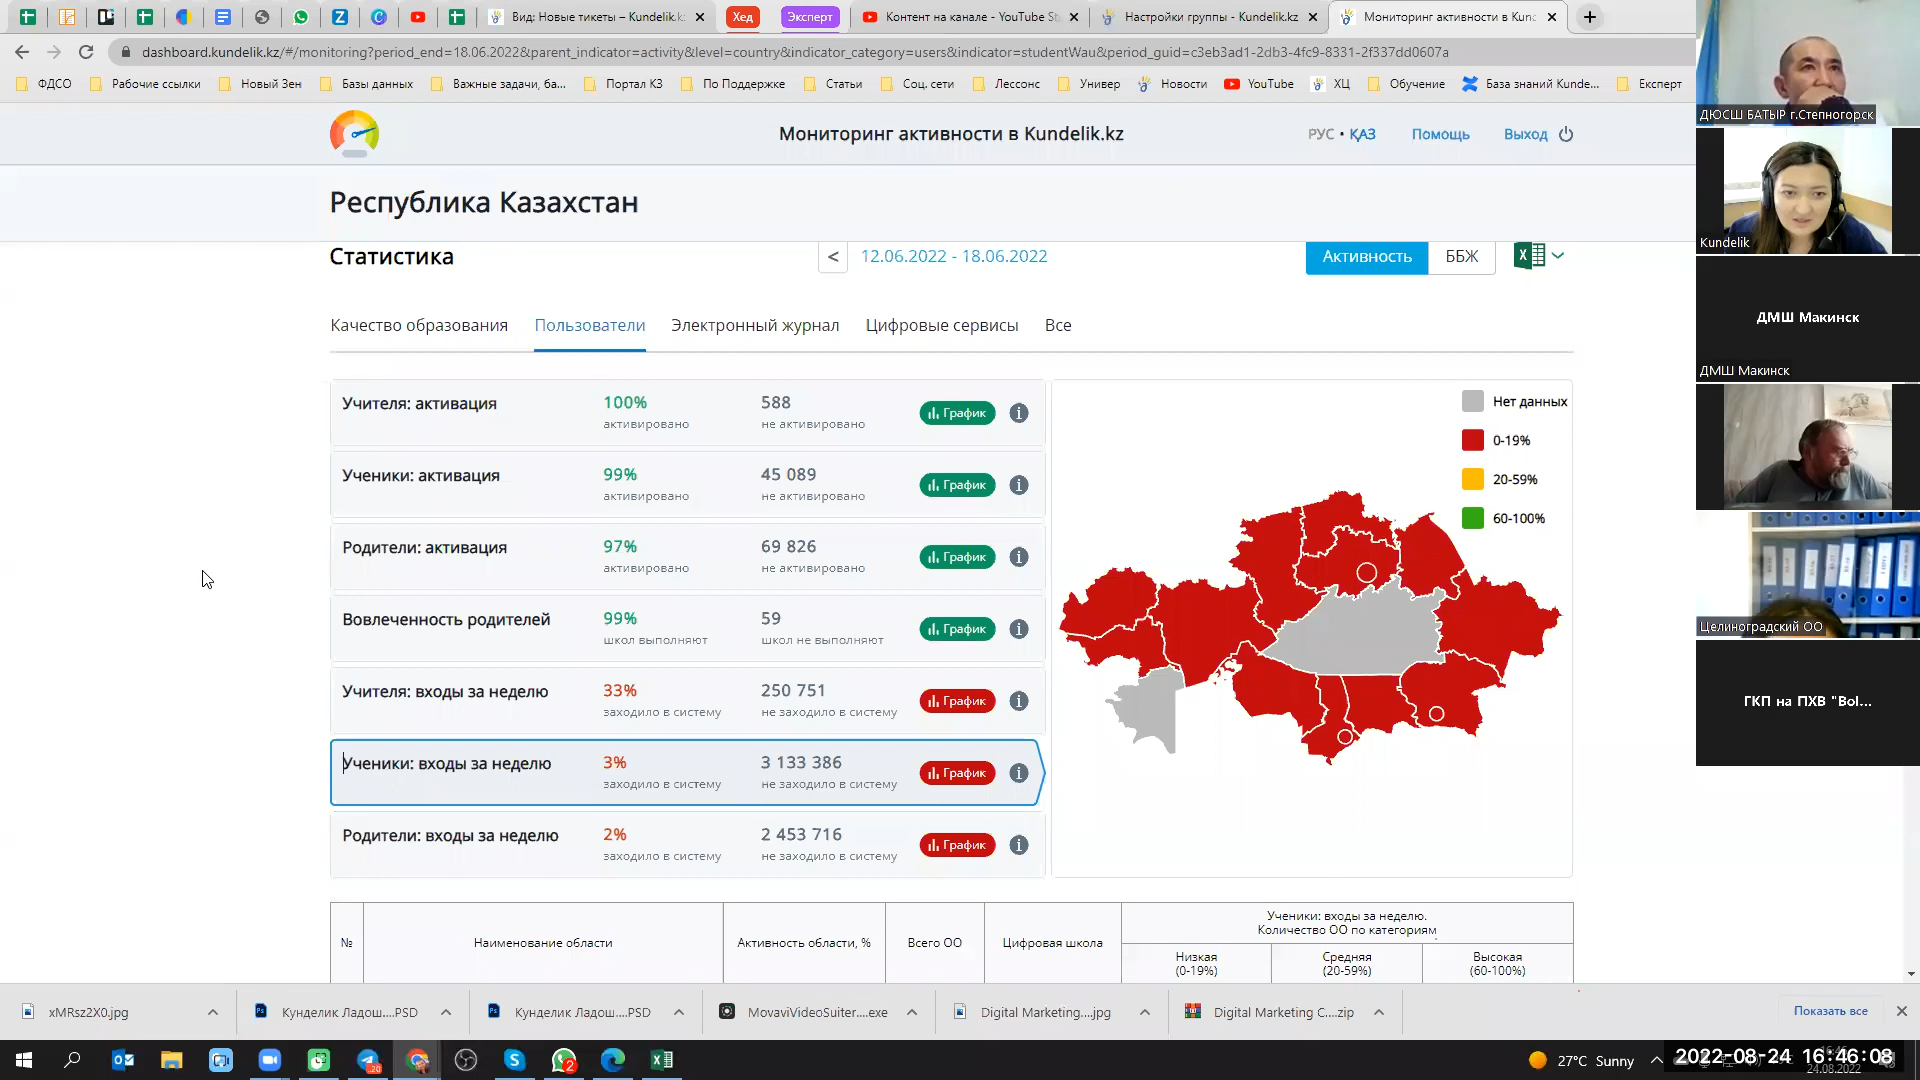 Вид: Новые тикеты – Kundelik.k
Хед
Эксперт
Контент на канале - YouTube St
Настройки группы - Kundelik.kz
Мониторинг активности в Kund
dashboard.kundelik.kz/#/monitoring?period_end=18.06.2022&parent_indicator=activity&level=country&indicator_category=users&indicator=studentWau&period_guid=c3eb3ad1-2db3-4fc9-8331-2f337dd0607a
ФДСО
Рабочие ссылки
Новый Зен
Базы данных
Важные задачи, ба...
Портал КЗ
По Поддержке
Статьи
Соц. сети
Лессонс
Универ
Новости
YouTube
ХЦ
Обучение
База знаний Kunde...
Експерт
Мониторинг активности в Kundelik.kz
РУС • ҚАЗ
Помощь
Выход
Республика Казахстан
Статистика
<
12.06.2022 - 18.06.2022
Активность
ББЖ
Качество образования
Пользователи
Электронный журнал
Цифровые сервисы
Все
Учителя: активация
100%
активировано
588
не активировано
График
Ученики: активация
99%
активировано
45 089
не активировано
График
Родители: активация
97%
активировано
69 826
не активировано
График
Вовлеченность родителей
99%
школ выполняют
59
школ не выполняют
График
Учителя: входы за неделю
33%
заходило в систему
250 751
не заходило в систему
График
Ученики: входы за неделю
3%
заходило в систему
3 133 386
не заходило в систему
График
Родители: входы за неделю
2%
заходило в систему
2 453 716
не заходило в систему
График
Нет данных
0-19%
20-59%
60-100%
№
Наименование области
Активность области, %
Всего ОО
Цифровая школа
Ученики: входы за неделю.
Количество ОО по категориям
Низкая
(0-19%)
Средняя
(20-59%)
Высокая
(60-100%)
ДЮСШ БАТЫР г.Степногорск
Kundelik
ДМШ Макинск
ДМШ Макинск
Целиноградский ОО
ГКП на ПХВ "Bol...
xMRsz2X0.jpg
Кунделик Ладош....PSD
Кунделик Ладош....PSD
MovaviVideoSuiter....exe
Digital Marketing....jpg
Digital Marketing C....zip
Показать все
27°C Sunny
2022-08-24 16:46:08
24.08.2022